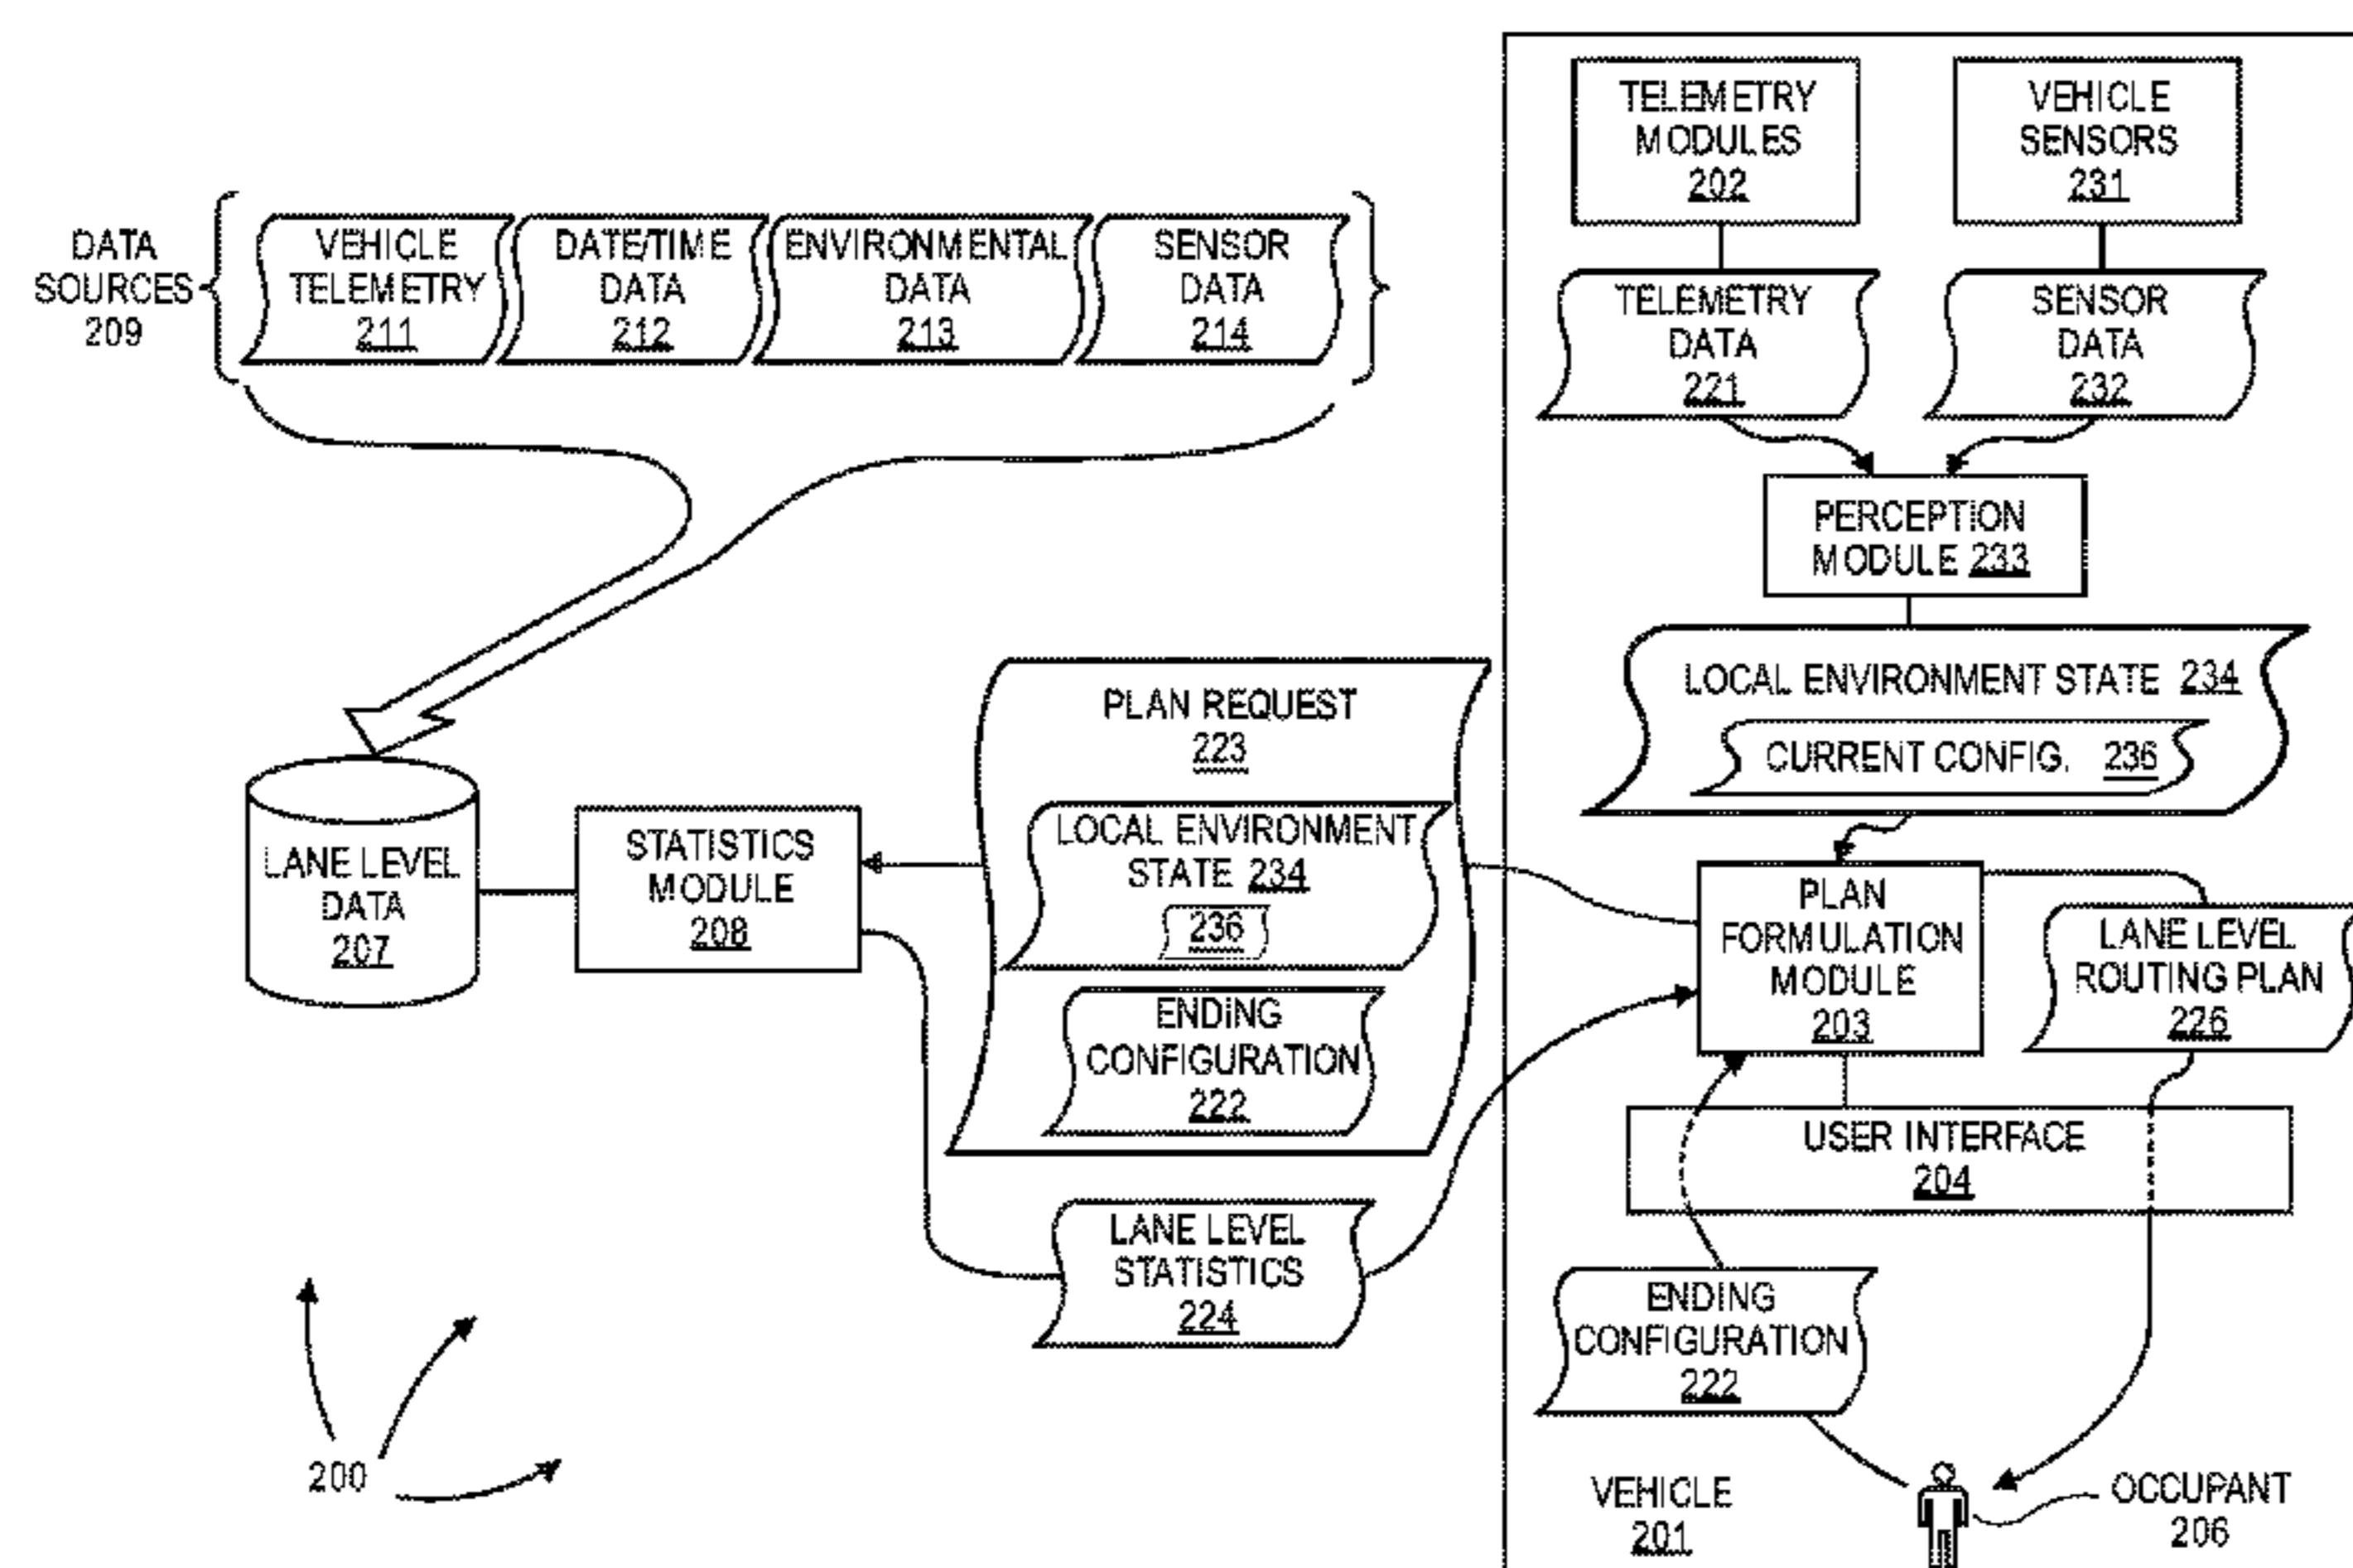 DATA
SOURCES
209
VEHICLE
TELEMETRY
211
DATE/TIME
DATA
212
ENVIRONMENTAL
DATA
213
SENSOR
DATA
214
TELEMETRY
MODULES
202
VEHICLE
SENSORS
231
TELEMETRY
DATA
221
SENSOR
DATA
232
PERCEPTION
MODULE 233
LOCAL ENVIRONMENT STATE 234
CURRENT CONFIG. 236
LANE LEVEL
DATA
207
STATISTICS
MODULE
208
PLAN REQUEST
223
LOCAL ENVIRONMENT
STATE 234
236
ENDING
CONFIGURATION
222
LANE LEVEL
STATISTICS
224
PLAN
FORMULATION
MODULE
203
LANE LEVEL
ROUTING PLAN
226
USER INTERFACE
204
ENDING
CONFIGURATION
222
VEHICLE
201
OCCUPANT
206
200